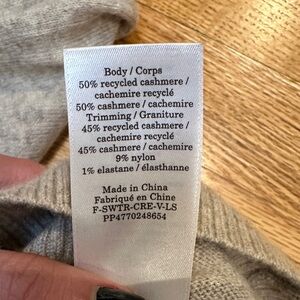 Body / Corps
50% recycled cashmere /
cachemire recyclé
50% cashmere / cachemire
Trimming / Graniture
45% recycled cashmere /
cachemire recyclé
45% cashmere / cachemire
9% nylon
1% elastane / élasthanne
Made in China
Fabriqué en Chine
F-SWTR-CRE-V-LS
PP4770248654